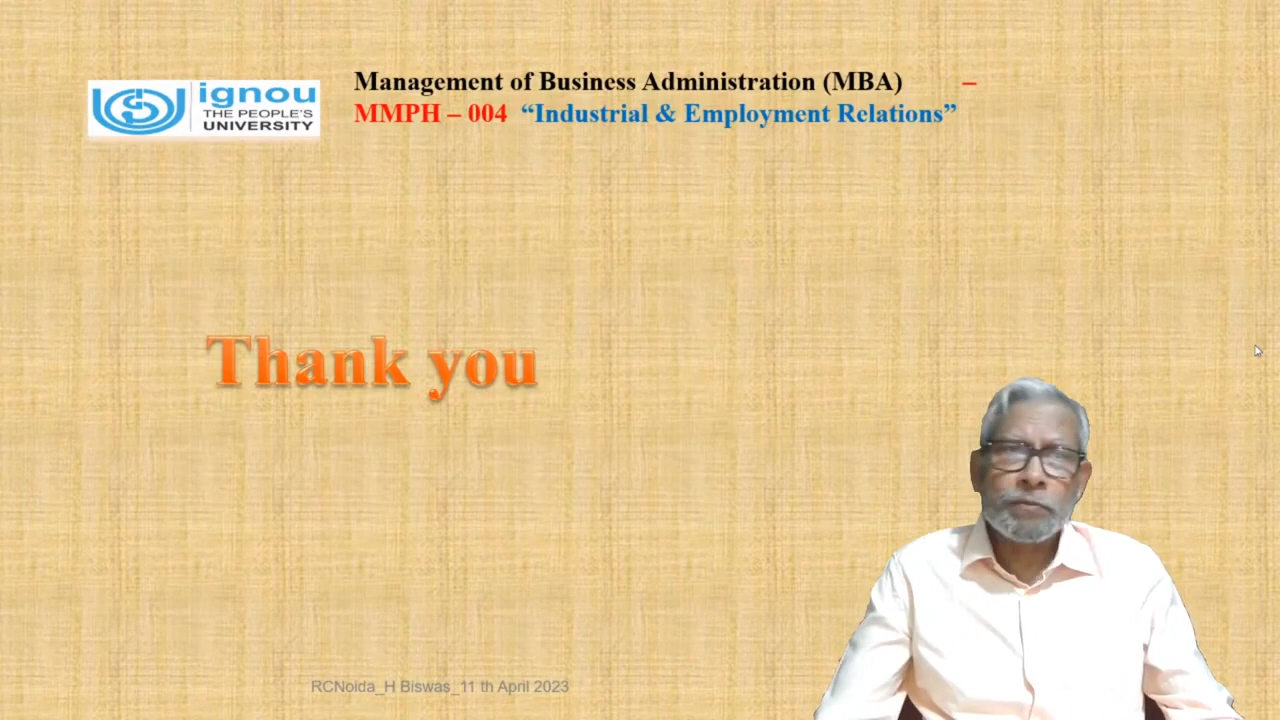 ignou
THE PEOPLE'S
UNIVERSITY
Management of Business Administration (MBA) –
MMPH – 004 “Industrial & Employment Relations”
Thank you
RCNoida_H Biswas_11 th April 2023